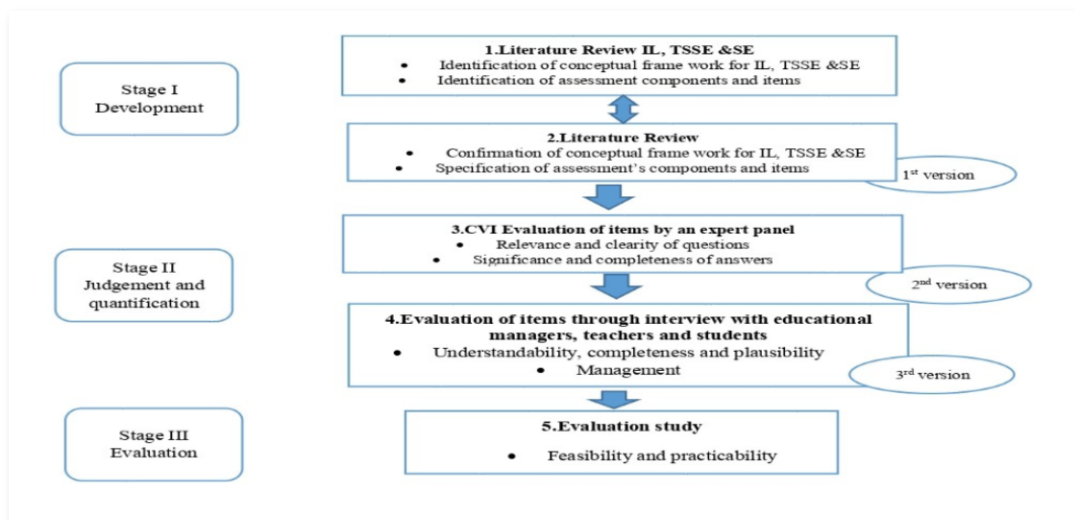 1.Literature Review IL, TSSE &SE
• Identification of conceptual frame work for IL, TSSE &SE
• Identification of assessment components and items
Stage I
Development
2.Literature Review
• Confirmation of conceptual frame work for IL, TSSE &SE
• Specification of assessment's components and items
1st version
3.CVI Evaluation of items by an expert panel
• Relevance and clearity of questions
• Significance and completeness of answers
Stage II
Judgement and
quantification
2nd version
4.Evaluation of items through interview with educational
managers, teachers and students
• Understandability, completeness and plausibility
• Management
3rd version
Stage III
Evaluation
5.Evaluation study
• Feasibility and practicability